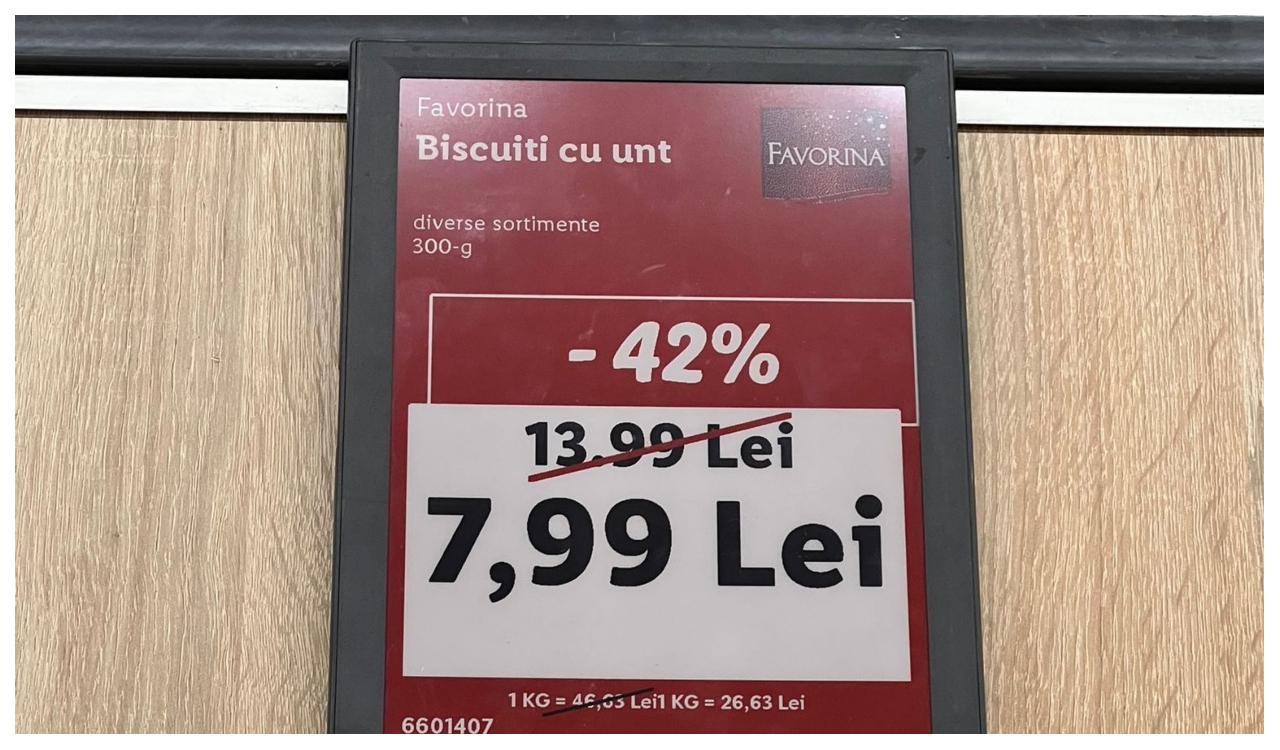 Favorina
Biscuiti cu unt
FAVORINA
diverse sortimente
300-g
- 42%
13.99 Lei
7,99 Lei
1 KG = 46,63 Lei1 KG = 26,63 Lei
6601407